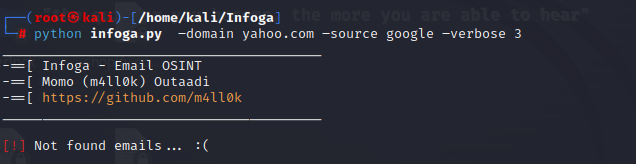 the more you are able to hear"
(root㉿kali)-[/home/kali/Infoga]
# python infoga.py –domain yahoo.com –source google –verbose 3
-==[ Infoga - Email OSINT
-==[ Momo (m4ll0k) Outaadi
-==[ https://github.com/m4ll0k
[!] Not found emails... :(